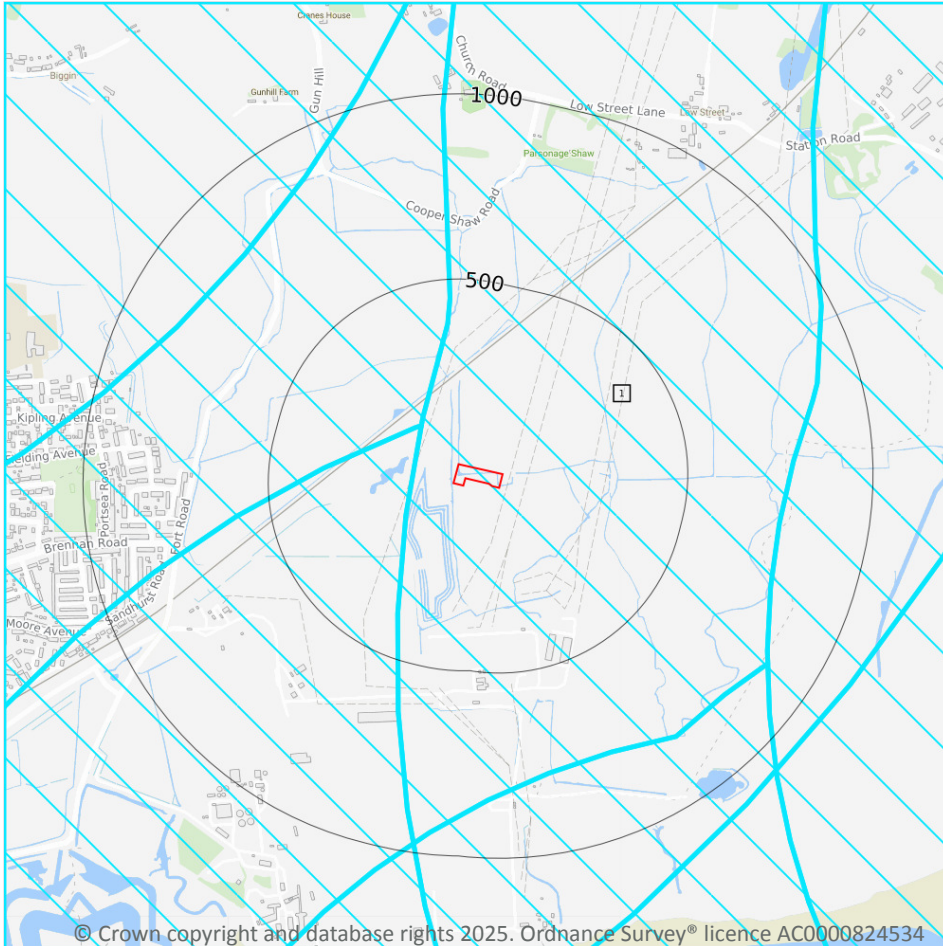 Cranes House
Biggin
Gunhill Farm
Gun Hill
Church Road
1000
Low Street Lane
Low Street
Station Road
Parsonage Shaw
Cooper Shaw Road
500
1
Kipling Avenue
Fielding Avenue
Portsea Road
Fort Road
Brennan Road
Sandhurst Road
Moore Avenue
© Crown copyright and database rights 2025. Ordnance Survey® licence AC0000824534